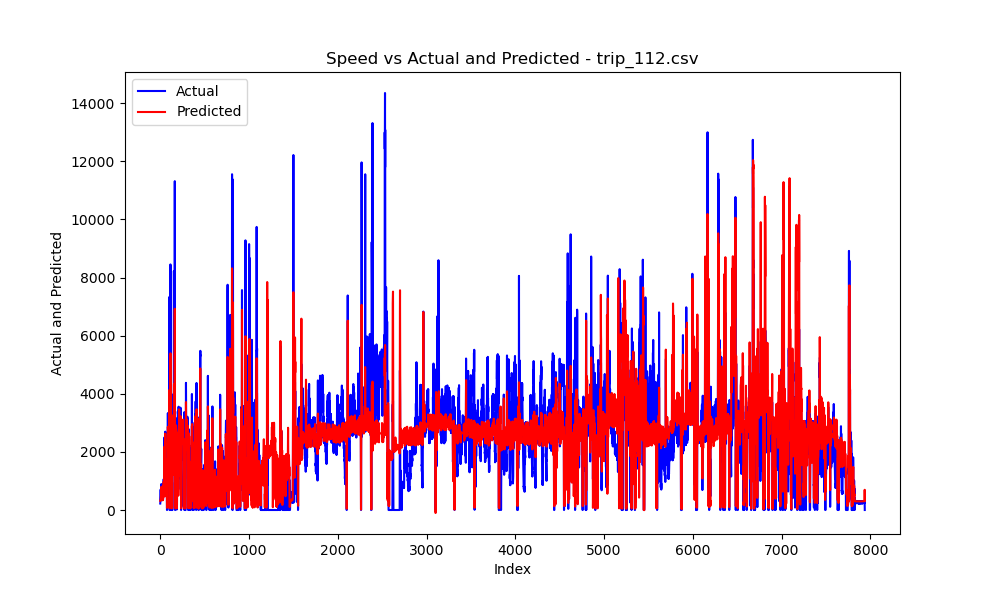 Speed vs Actual and Predicted - trip_112.csv
Actual
Predicted
14000
12000
10000
8000
6000
4000
2000
0
Actual and Predicted
0 1000 2000 3000 4000 5000 6000 7000 8000
Index